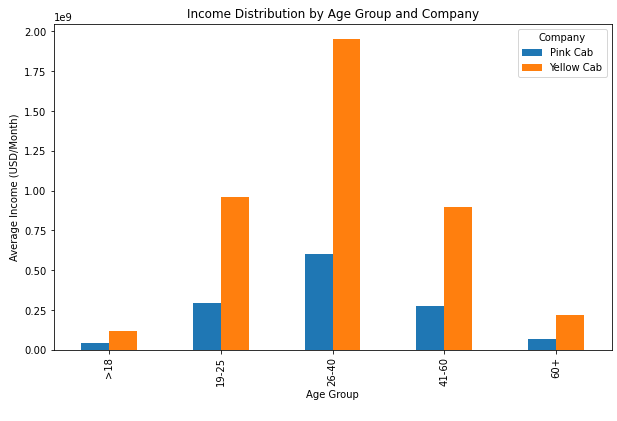 Income Distribution by Age Group and Company
1e9
Company
Pink Cab
Yellow Cab
2.00
1.75
1.50
1.25
1.00
0.75
0.50
0.25
0.00
Average Income (USD/Month)
>18
19-25
26-40
41-60
60+
Age Group